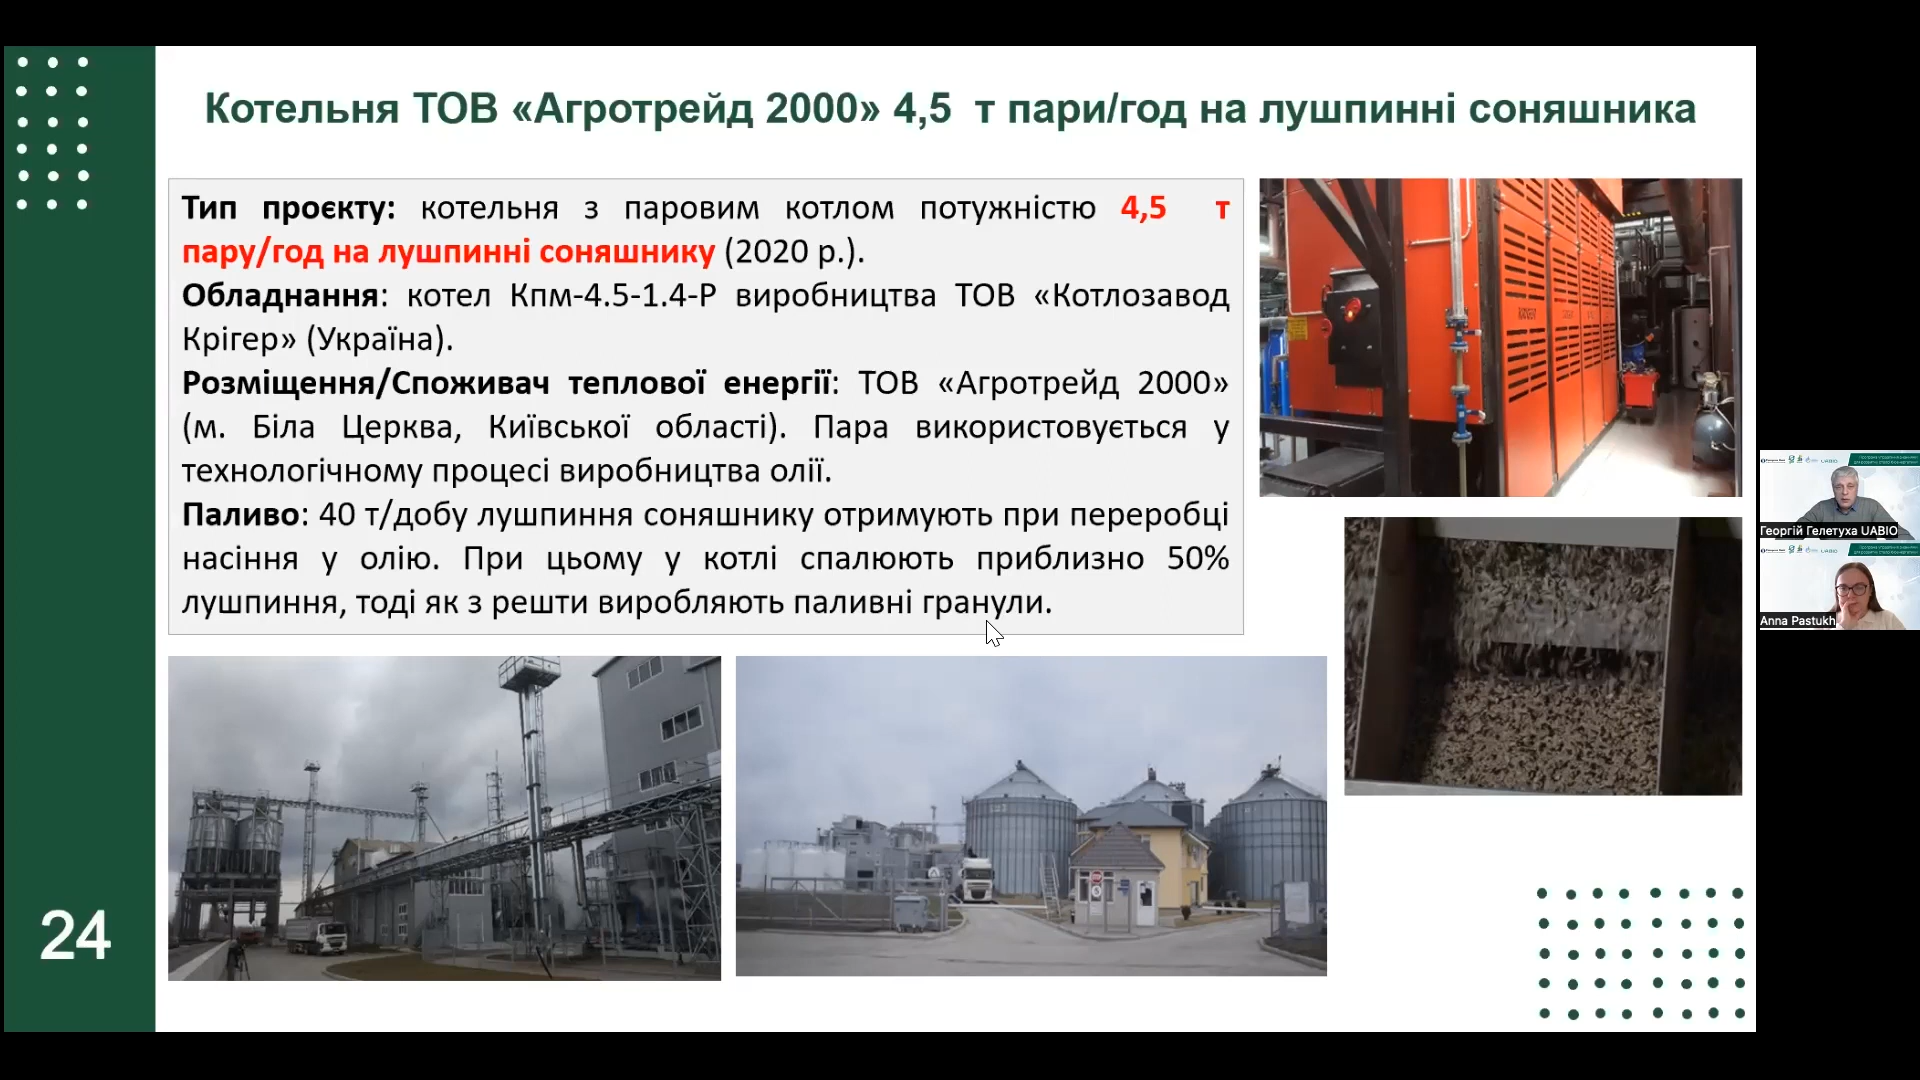 Котельня ТОВ «Агротрейд 2000» 4,5 т пари/год на лушпинні соняшника
Тип проєкту: котельня з паровим котлом потужністю 4,5 т
пару/год на лушпинні соняшнику (2020 р.).
Обладнання: котел Кпм-4.5-1.4-Р виробництва ТОВ «Котлозавод
Крігер» (Україна).
Розміщення/Споживач теплової енергії: ТОВ «Агротрейд 2000»
(м. Біла Церква, Київської області). Пара використовується у
технологічному процесі виробництва олії.
Паливо: 40 т/добу лушпиння соняшнику отримують при переробці
насіння у олію. При цьому у котлі спалюють приблизно 50%
лушпиння, тоді як з решти виробляють паливні гранули.
24
Георгій Гелетуха UABIO
Anna Pastukh